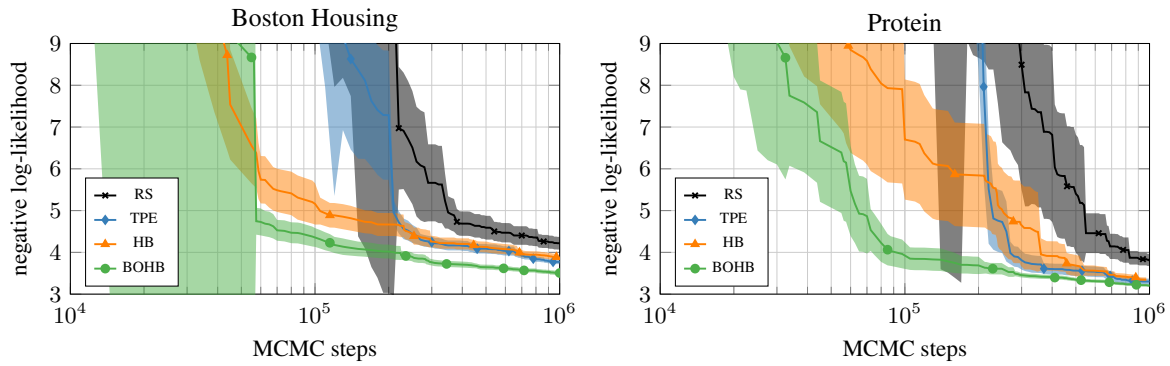 Boston Housing
negative log-likelihood
9
8
7
6
5
4
3
RS
TPE
HB
BOHB
10^4
10^5
10^6
MCMC steps
Protein
negative log-likelihood
9
8
7
6
5
4
3
RS
TPE
HB
BOHB
10^4
10^5
10^6
MCMC steps